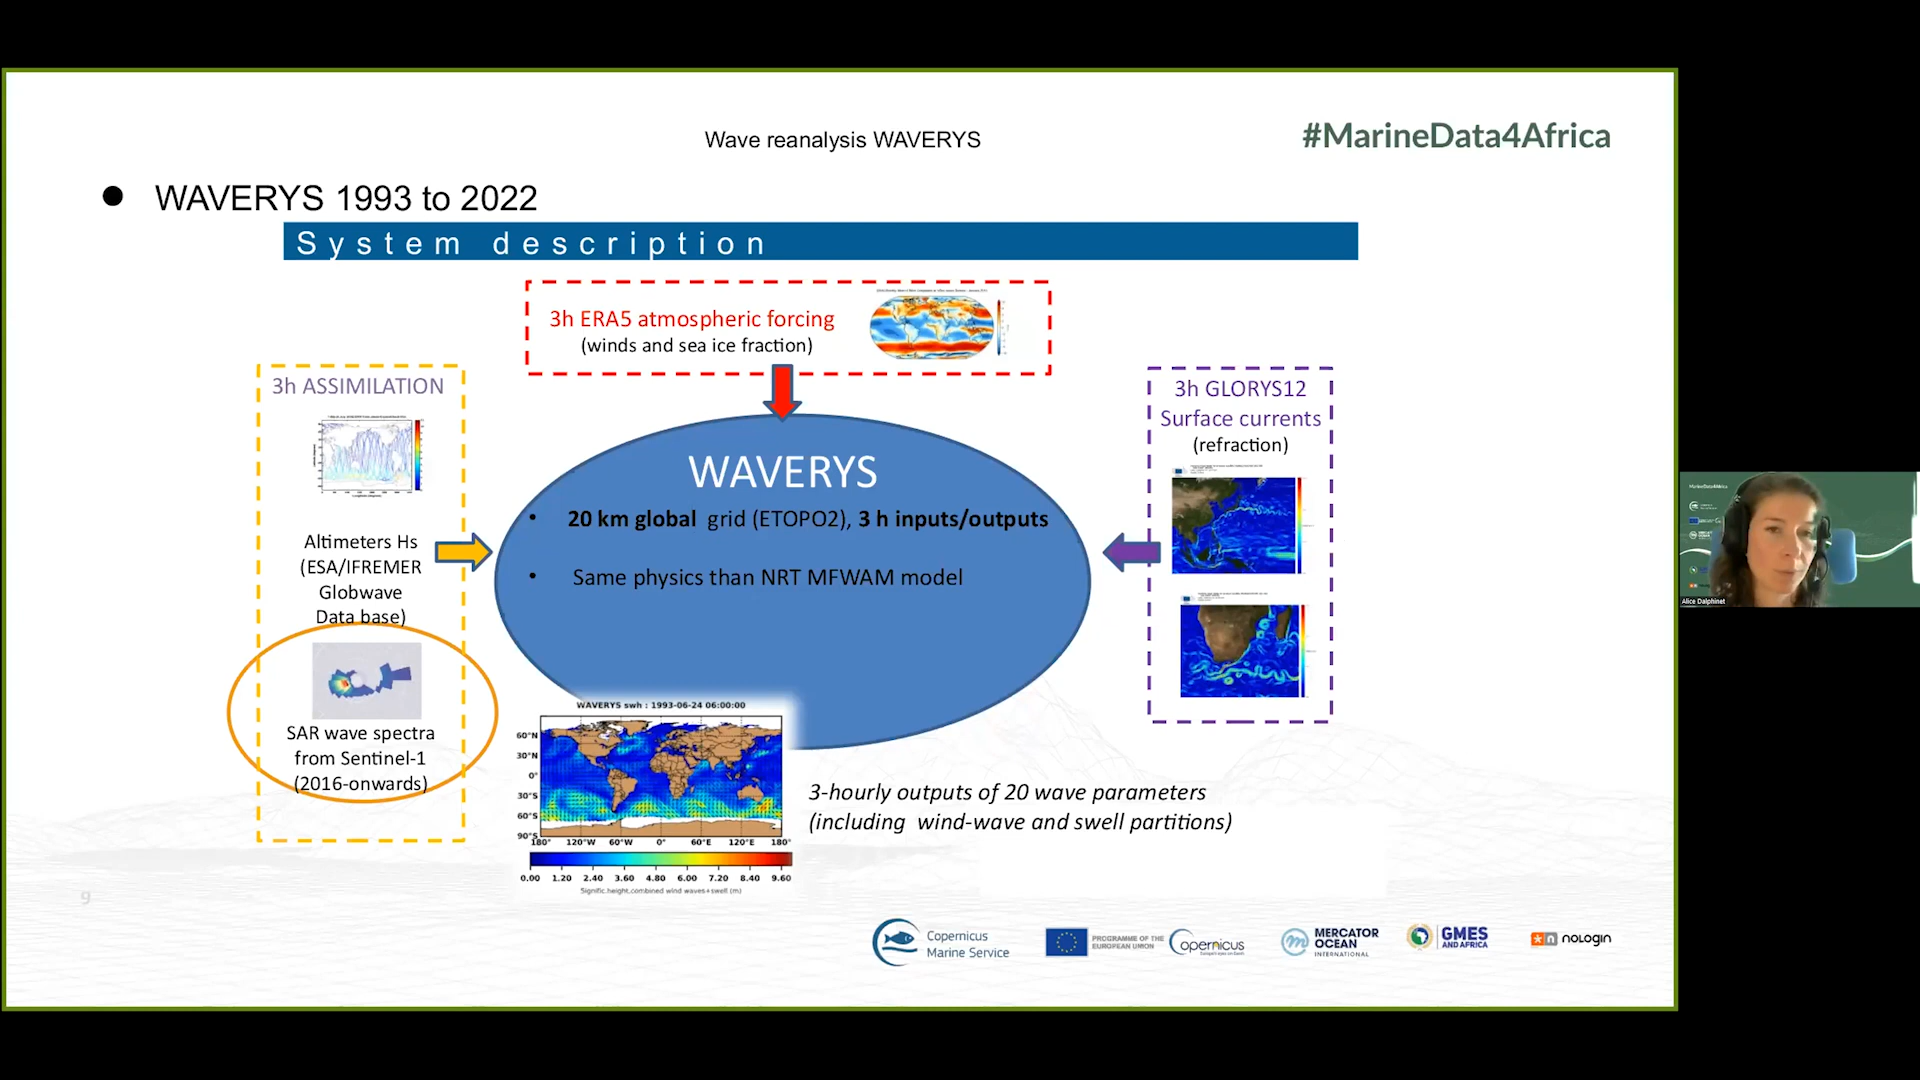 Wave reanalysis WAVERYS
#MarineData4Africa
● WAVERYS 1993 to 2022
System description
3h ERA5 atmospheric forcing
(winds and sea ice fraction)
3h ASSIMILATION
Altimeters Hs
(ESA/IFREMER
Globwave
Data base)
SAR wave spectra
from Sentinel-1
(2016-onwards)
WAVERYS
• 20 km global grid (ETOPO2), 3 h inputs/outputs
• Same physics than NRT MFWAM model
3h GLORYS12
Surface currents
(refraction)
WAVERYS swh : 1993-06-24 06:00:00
60°N
30°N
0°
30°S
60°S
90°S
180° 120°W 60°W 0° 60°E 120°E 180°
0.00 1.20 2.40 3.60 4.80 6.00 7.20 8.40 9.60
Signific.height,combined wind waves+swell (m)
3-hourly outputs of 20 wave parameters
(including wind-wave and swell partitions)
9
Copernicus
Marine Service
PROGRAMME OF THE
EUROPEAN UNION
opernicus
MERCATOR
OCEAN
INTERNATIONAL
GMES
AND AFRICA
nologin
MarineData4Africa
Alice Dalphinet